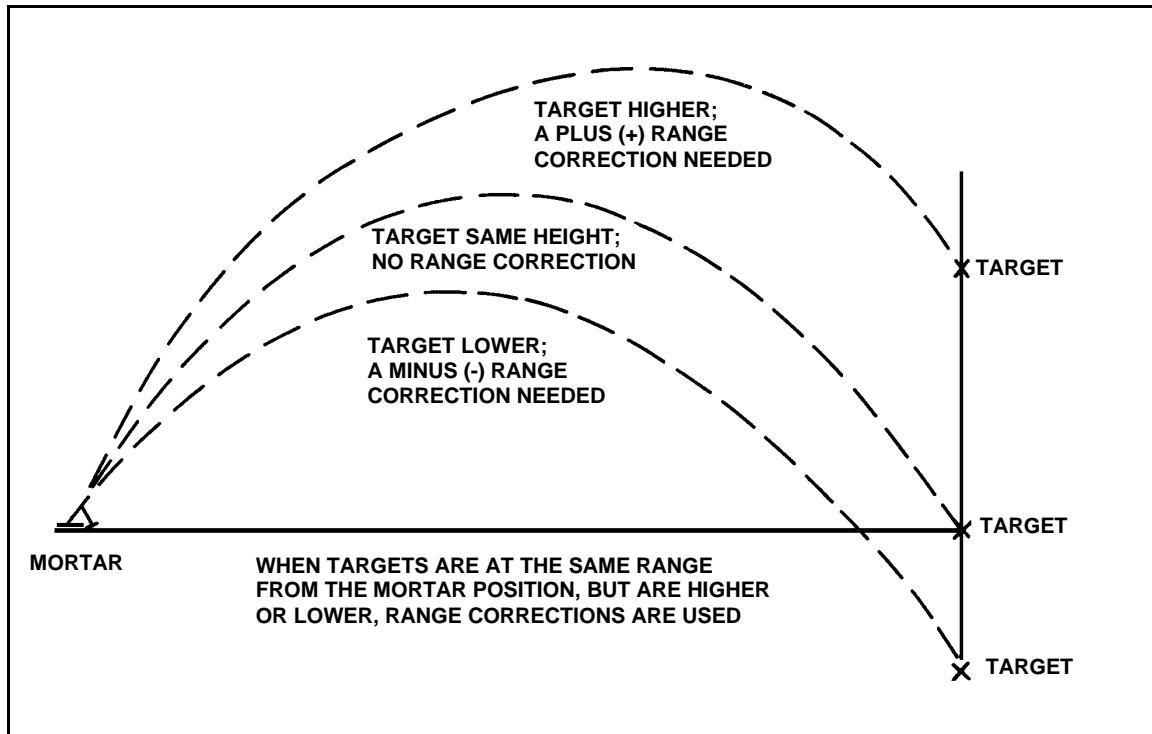 TARGET HIGHER;
A PLUS (+) RANGE
CORRECTION NEEDED
TARGET SAME HEIGHT;
NO RANGE CORRECTION
TARGET
TARGET LOWER;
A MINUS (-) RANGE
CORRECTION NEEDED
TARGET
MORTAR
WHEN TARGETS ARE AT THE SAME RANGE
FROM THE MORTAR POSITION, BUT ARE HIGHER
OR LOWER, RANGE CORRECTIONS ARE USED
TARGET